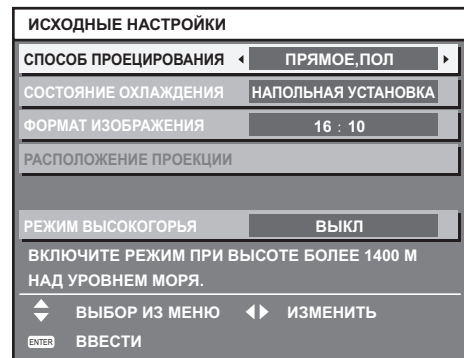 ИСХОДНЫЕ НАСТРОЙКИ
СПОСОБ ПРОЕЦИРОВАНИЯ ПРЯМОЕ,ПОЛ
СОСТОЯНИЕ ОХЛАЖДЕНИЯ НАПОЛЬНАЯ УСТАНОВКА
ФОРМАТ ИЗОБРАЖЕНИЯ 16 : 10
РАСПОЛОЖЕНИЕ ПРОЕКЦИИ
РЕЖИМ ВЫСОКОГОРЬЯ ВЫКЛ
ВКЛЮЧИТЕ РЕЖИМ ПРИ ВЫСОТЕ БОЛЕЕ 1400 М
НАД УРОВНЕМ МОРЯ.
ВЫБОР ИЗ МЕНЮ ИЗМЕНИТЬ
ENTER ВВЕСТИ